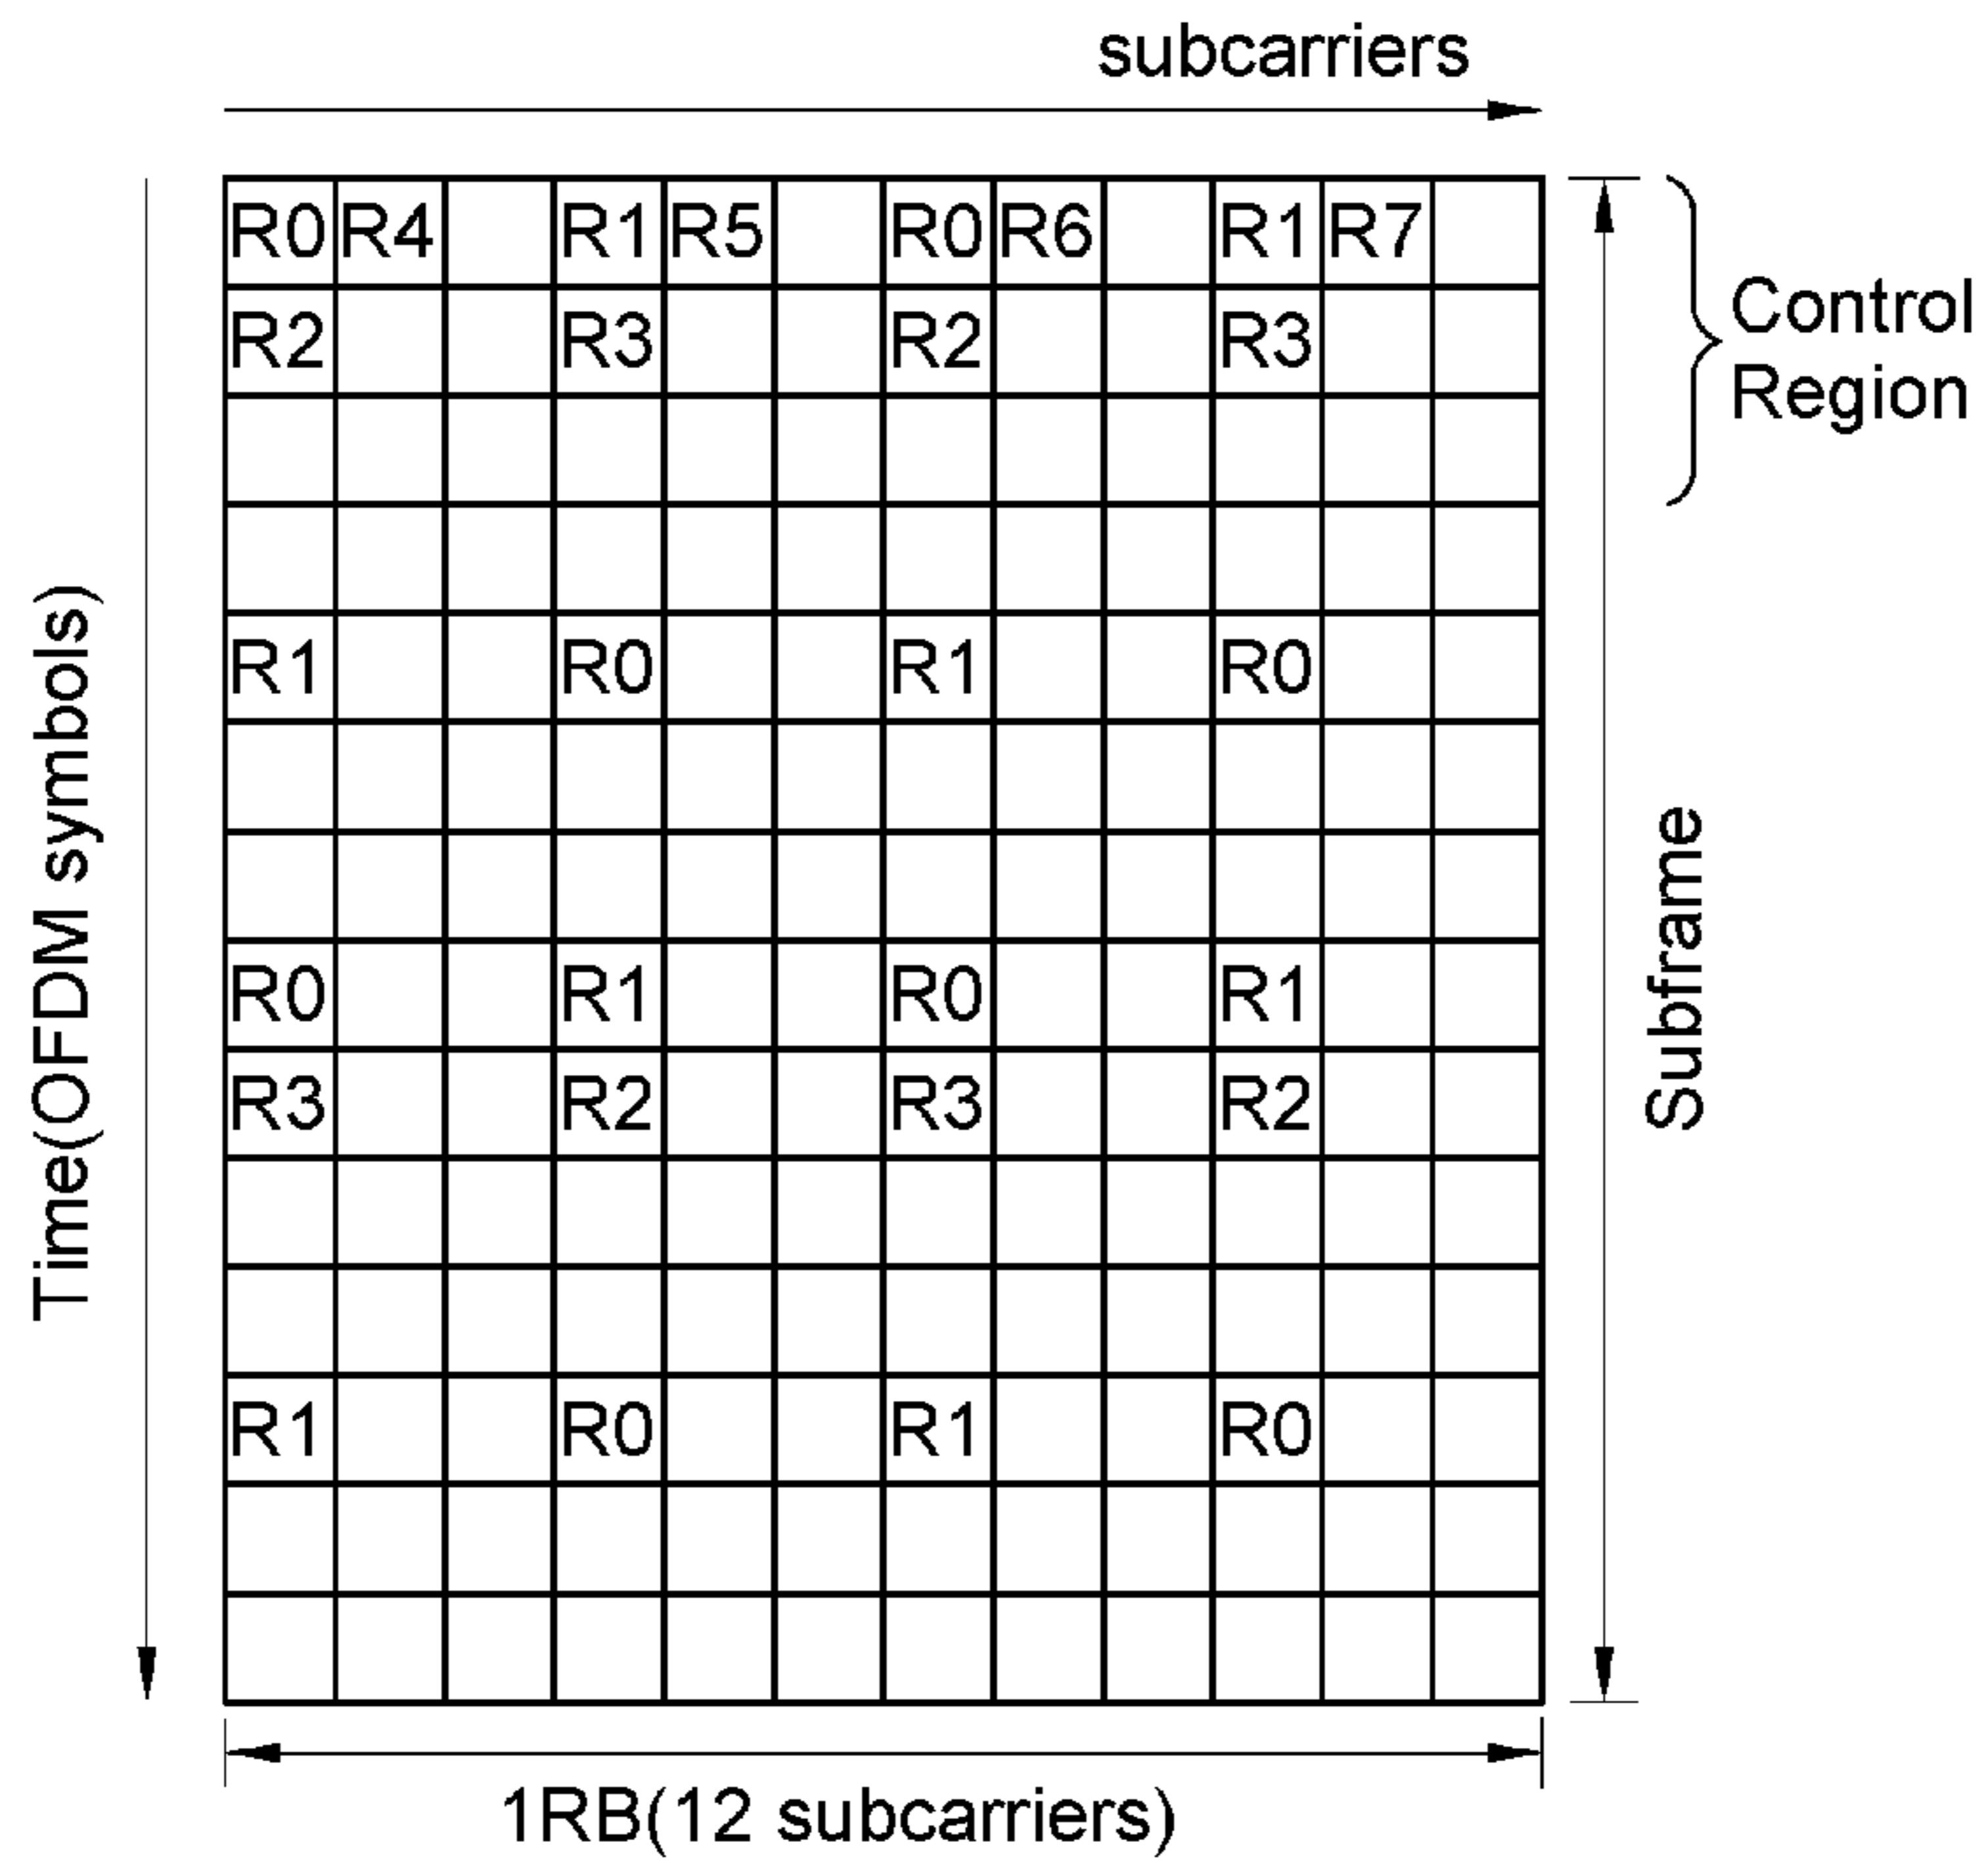 subcarriers
R0 R4 R1 R5 R0 R6 R1 R7
R2 R3 R2 R3
Control
Region
R1 R0 R1 R0
R0 R1 R0 R1
R3 R2 R3 R2
R1 R0 R1 R0
Time(OFDM symbols)
Subframe
1RB(12 subcarriers)